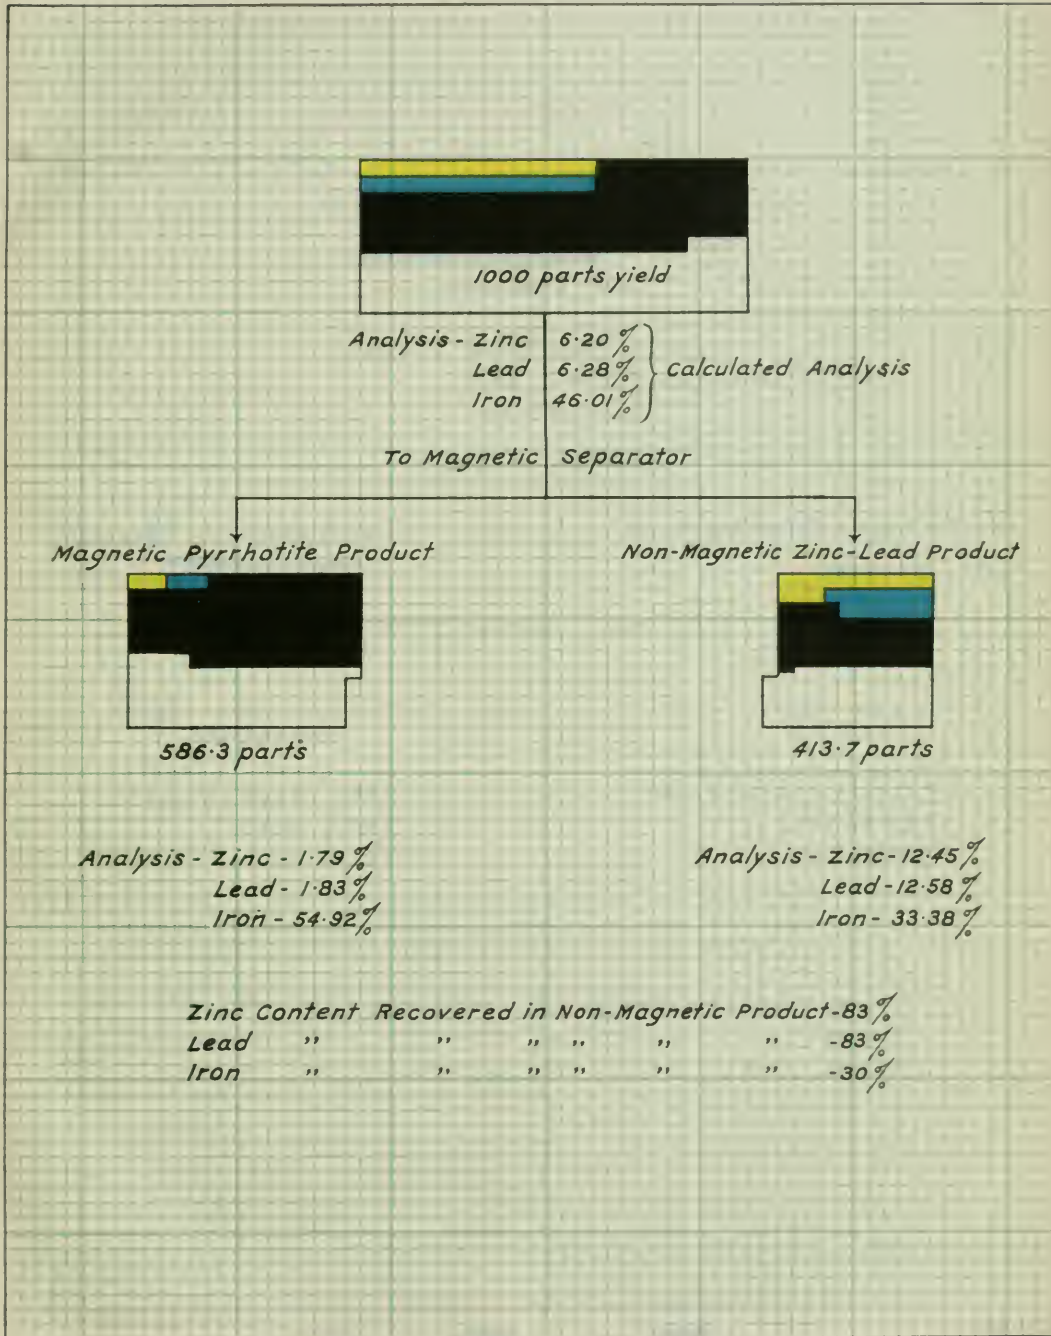 1000 parts yield
Analysis - Zinc 6·20%
Lead 6·28% Calculated Analysis
Iron 46·01%
To Magnetic Separator
Magnetic Pyrrhotite Product
586·3 parts
Analysis - Zinc - 1·79%
Lead - 1·83%
Iron - 54·92%
Non-Magnetic Zinc-Lead Product
413·7 parts
Analysis - Zinc - 12·45%
Lead - 12·58%
Iron - 33·38%
Zinc Content Recovered in Non-Magnetic Product - 83%
Lead " " " " " " - 83%
Iron " " " " " " - 30%